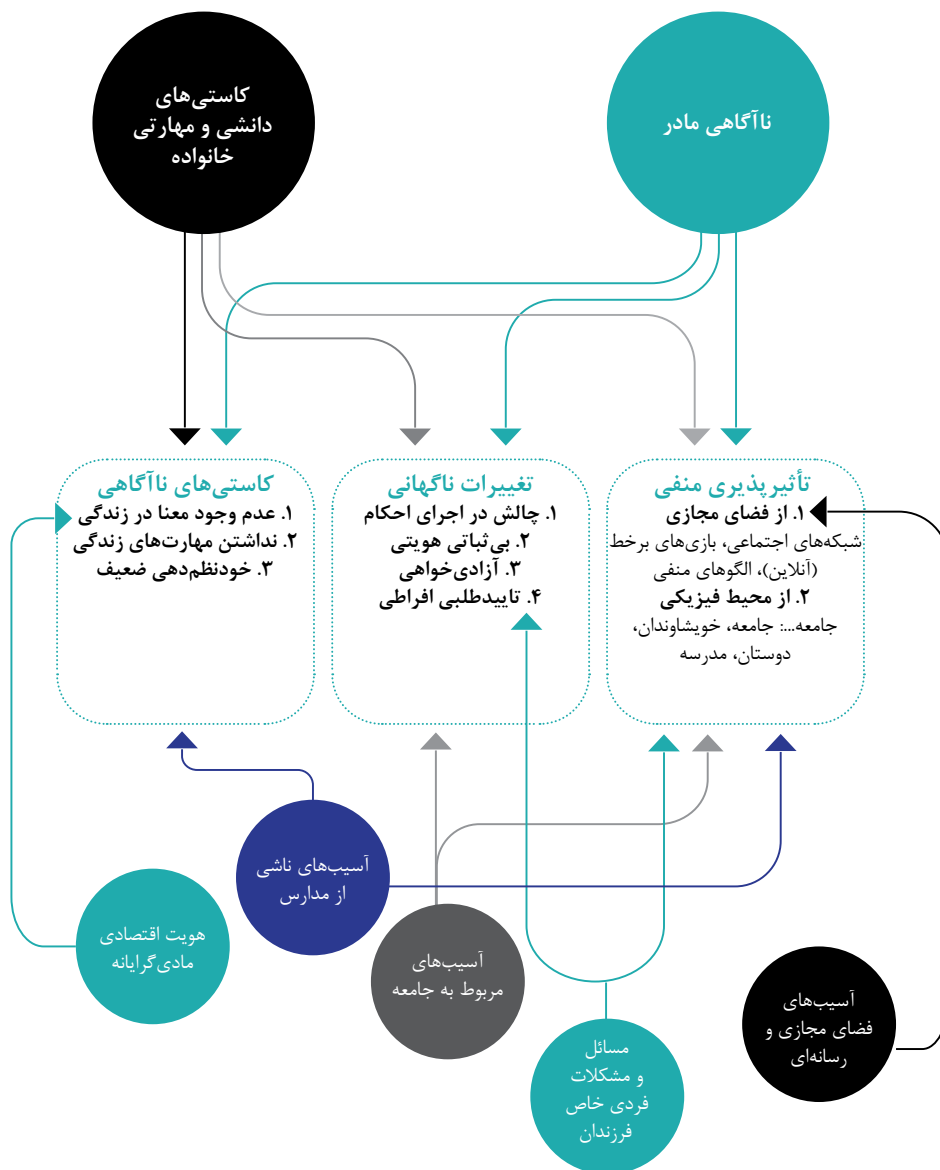 ناآگاهی مادر
کاستی‌های
دانشی و مهارتی
خانواده
تأثیرپذیری منفی
۱. از فضای مجازی
شبکه‌های اجتماعی، بازی‌های برخط
(آنلاین)، الگوهای منفی
۲. از محیط فیزیکی
جامعه...: جامعه، خویشاوندان،
دوستان، مدرسه
تغییرات ناگهانی
۱. چالش در اجرای احکام
۲. بی‌ثباتی هویتی
۳. آزادی‌خواهی
۴. تاییدطلبی افراطی
کاستی‌های ناآگاهی
۱. عدم وجود معنا در زندگی
۲. نداشتن مهارت‌های زندگی
۳. خودنظم‌دهی ضعیف
آسیب‌های
فضای مجازی و
رسانه‌ای
مسائل
و مشکلات
فردی خاص
فرزندان
آسیب‌های
مربوط به جامعه
آسیب‌های ناشی
از مدارس
هویت اقتصادی
مادی‌گرایانه